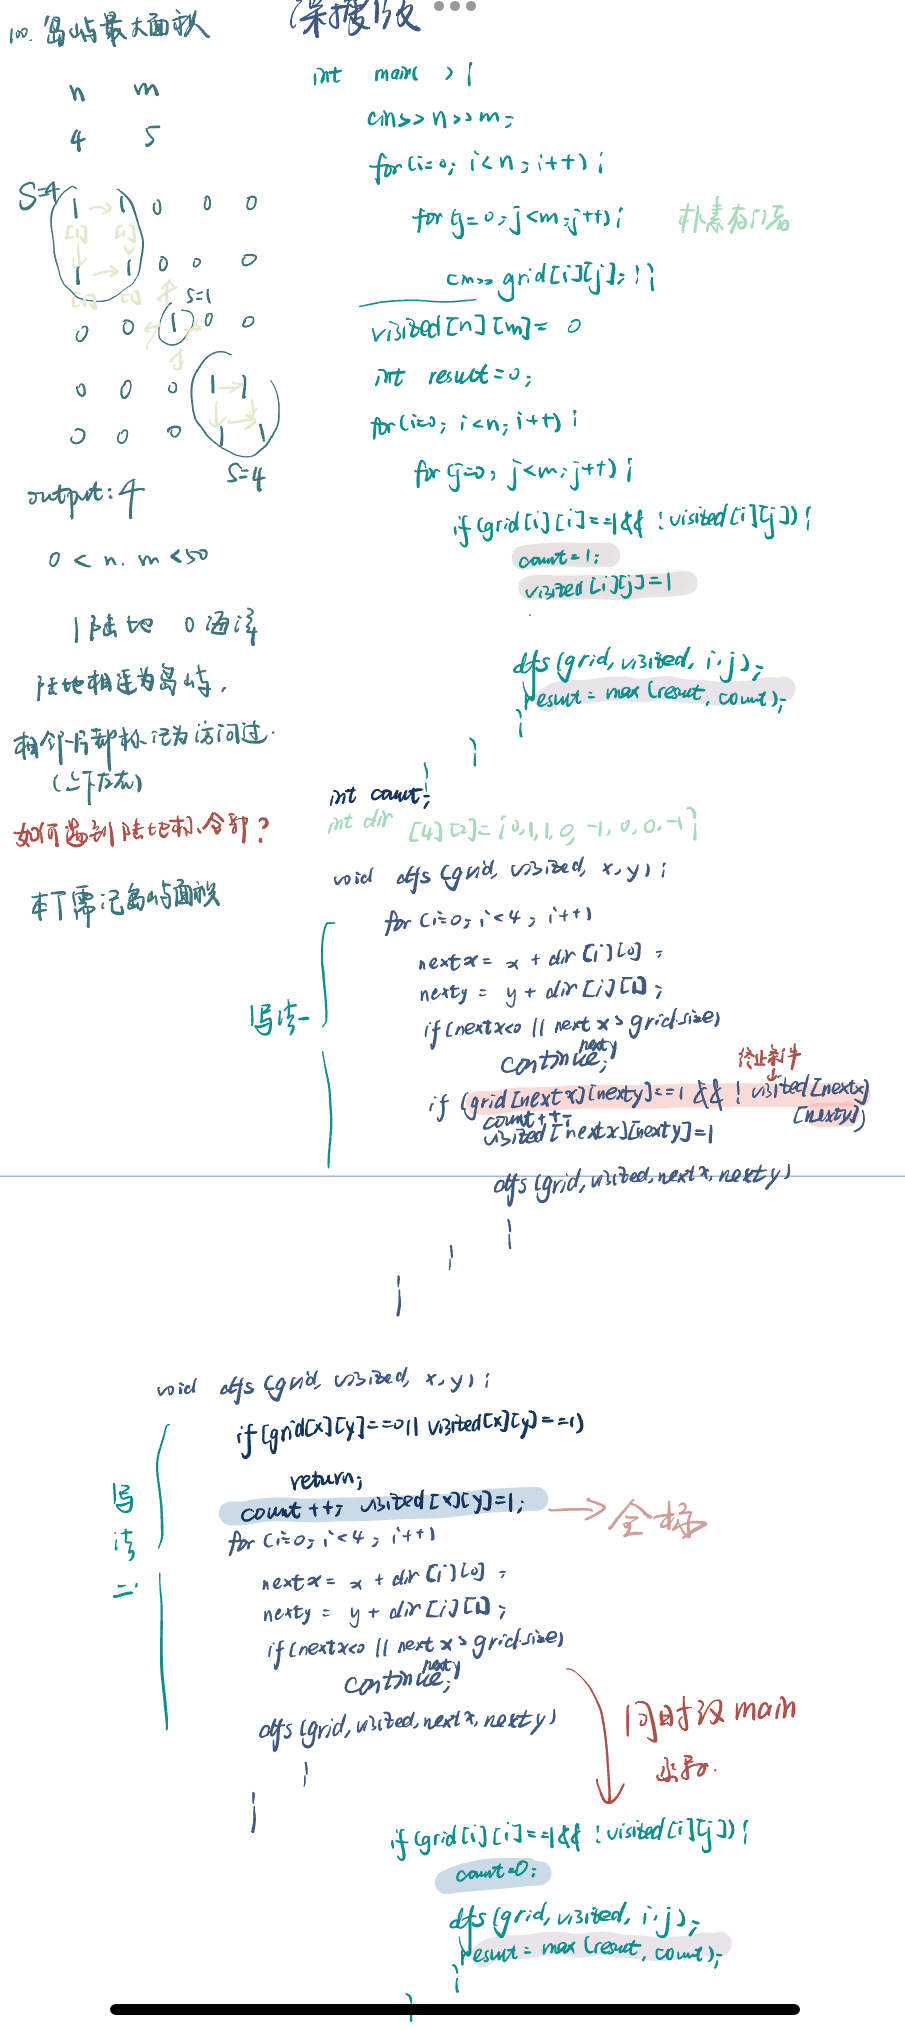 100. 岛屿最大面积
深搜版
n m
4 5
S=4
1 → 1 0 0 0
1 → 1 0 0 0
S=1
0 0 1 0 0
0 0 0 1 → 1
0 0 0 1 → 1
S=4
output: 4
0 < n. m < 50
1 陆地 0 海洋
陆地相连为岛屿.
相邻后都标记为访问过.
(上下左右)
如何遇到陆地
本丁需记岛屿面积
int main( ) {
cin>> n >> m;
for (i=0; i<n; i++) {
for (j=0; j<m; j++) {
朴素存门后
cin>> grid[i][j]; } }
visited[n][m] = 0
int result=0;
for (i=0; i<n; i++) {
for (j=0; j<m; j++) {
if (grid[i][i]==1 && !visited[i][j]) {
count=1;
visited[i][j]=1
dfs (grid, visited, i, j);
result = max (result, count);
}
}
}
int count;
int dir [4][2]={0,1,1,0,-1,0,0,-1}
void dfs (grid, visited, x, y) {
写法一
for (i=0; i<4; i++)
nextx = x + dir[i][0];
nexty = y + dir[i][1];
if (nextx<0 || nextx > grid.size)
nexty
continue;
终止条件
if (grid[nextx][nexty]==1 && !visited[nextx]
[nexty])
count++;
visited[nextx][nexty]=1
dfs (grid, visited, nextx, nexty)
}
}
}
void dfs (grid, visited, x, y) {
写法二.
if (grid[x][y]==0 || visited[x][y]==1)
return;
count ++; visited[x][y]=1; → 全标
for (i=0; i<4; i++)
nextx = x + dir[i][0];
nexty = y + dir[i][1];
if (nextx<0 || nextx > grid.size)
nexty
continue;
dfs (grid, visited, nextx, nexty)
}
}
同时改 main
if (grid[i][i]==1 && !visited[i][j]) {
count=0;
dfs (grid, visited, i, j);
result = max (result, count);
}
}